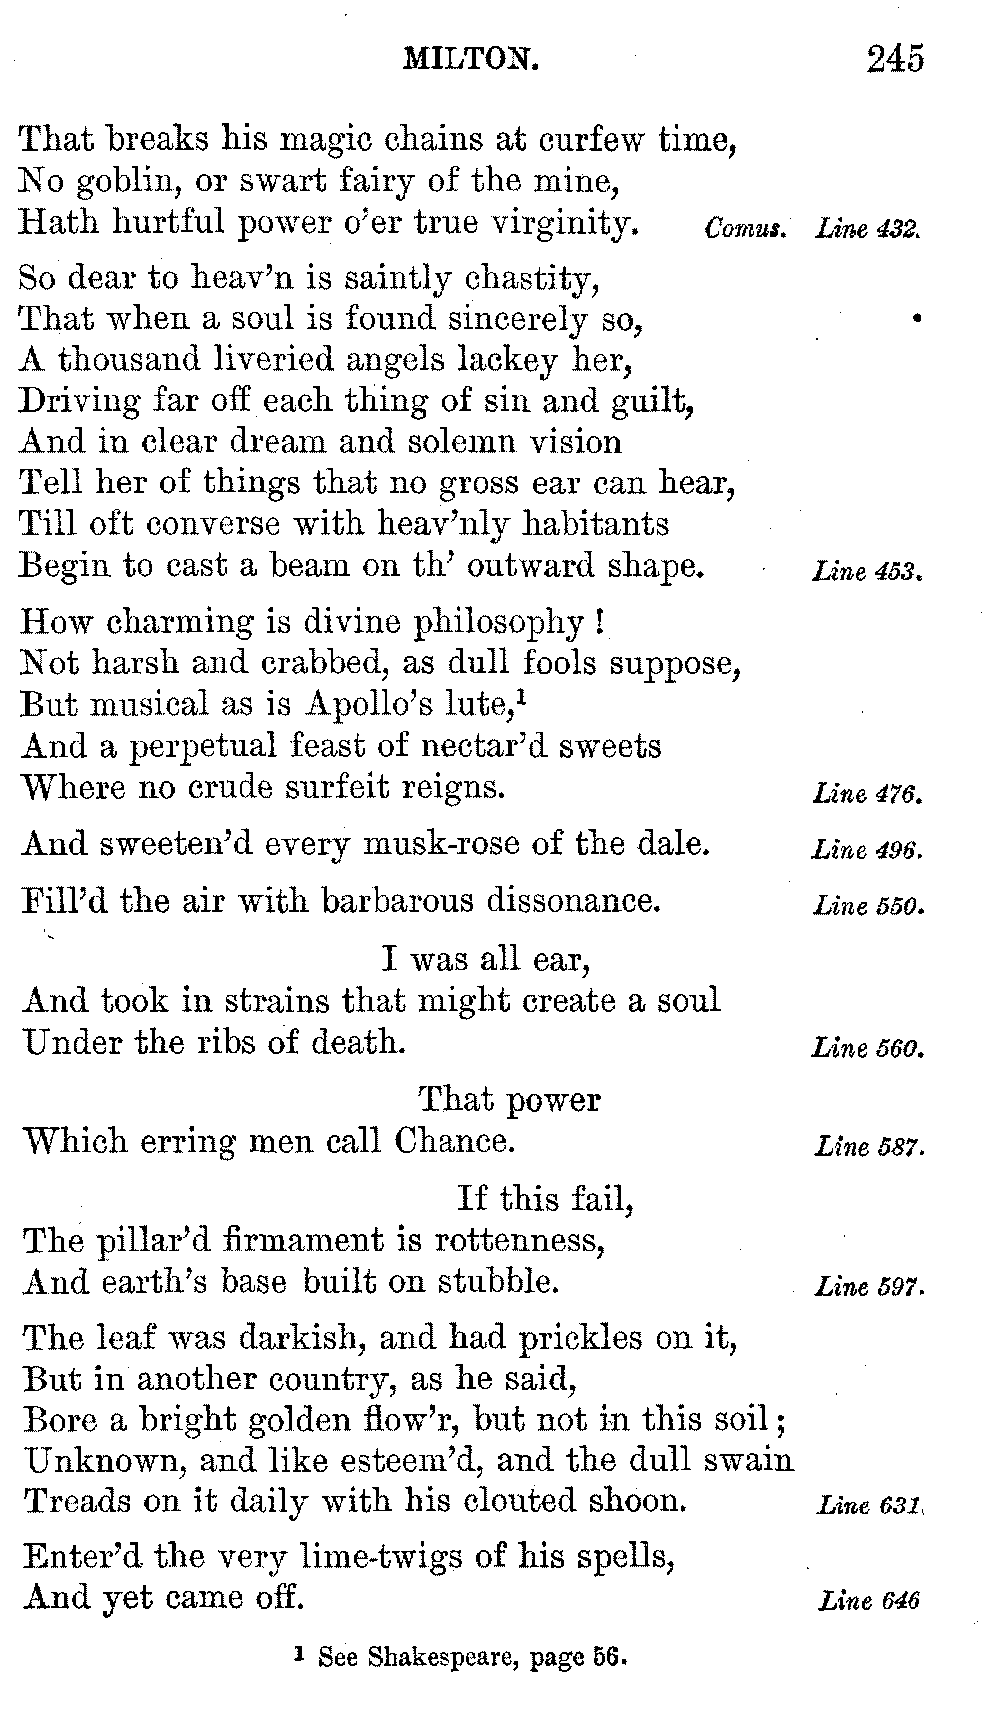 MILTON. 245
That breaks his magic chains at curfew time,
No goblin, or swart fairy of the mine,
Hath hurtful power o'er true virginity. Comus. Line 432.
So dear to heav'n is saintly chastity,
That when a soul is found sincerely so,
A thousand liveried angels lackey her,
Driving far off each thing of sin and guilt,
And in clear dream and solemn vision
Tell her of things that no gross ear can hear,
Till oft converse with heav'nly habitants
Begin to cast a beam on th' outward shape. Line 453.
How charming is divine philosophy !
Not harsh and crabbed, as dull fools suppose,
But musical as is Apollo's lute,¹
And a perpetual feast of nectar'd sweets
Where no crude surfeit reigns. Line 476.
And sweeten'd every musk-rose of the dale. Line 496.
Fill'd the air with barbarous dissonance. Line 550.
I was all ear,
And took in strains that might create a soul
Under the ribs of death. Line 560.
That power
Which erring men call Chance. Line 587.
If this fail,
The pillar'd firmament is rottenness,
And earth's base built on stubble. Line 597.
The leaf was darkish, and had prickles on it,
But in another country, as he said,
Bore a bright golden flow'r, but not in this soil ;
Unknown, and like esteem'd, and the dull swain
Treads on it daily with his clouted shoon. Line 631.
Enter'd the very lime-twigs of his spells,
And yet came off. Line 646
¹ See Shakespeare, page 56.